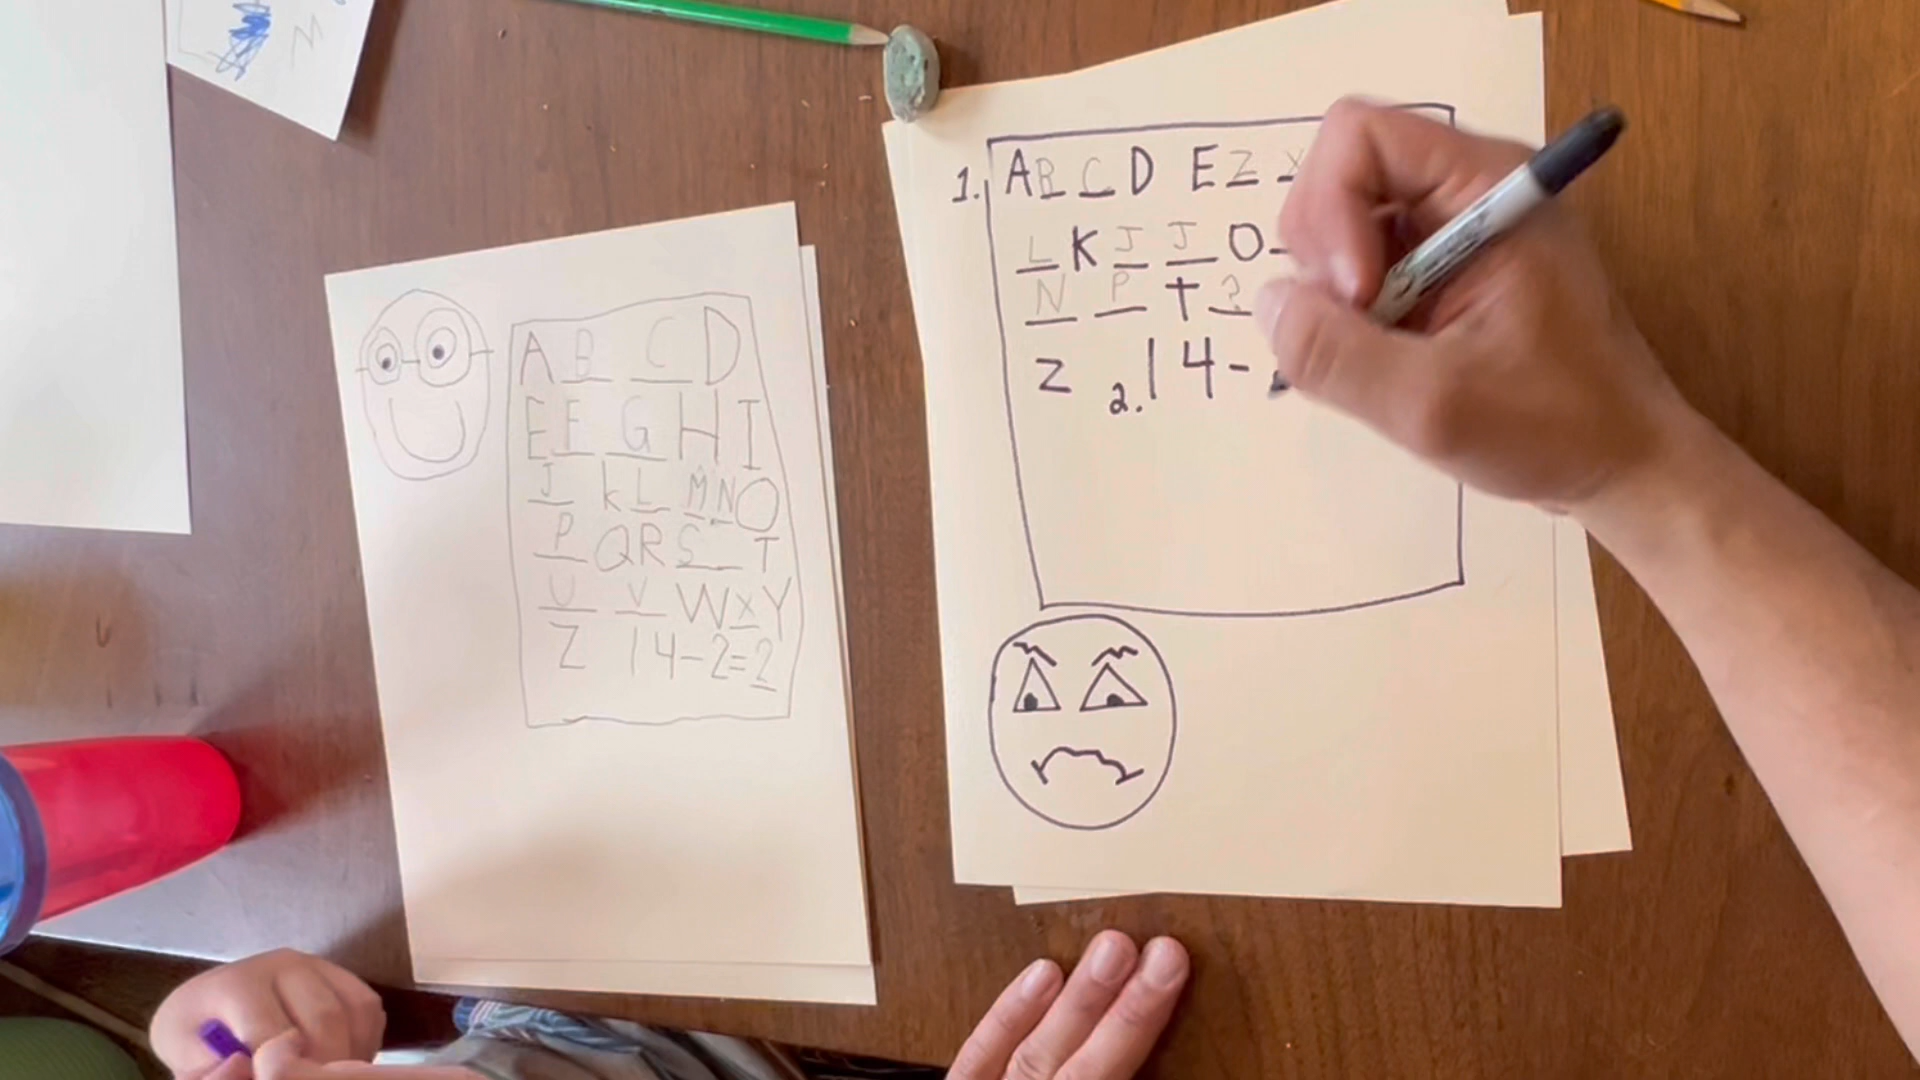 M
A B C D
E F G H I
J K L M N O
P Q R S T
U V W X Y
Z 14-2=2
1. A B C D E Z X
L K J J O
N P T ?
Z 2. 14-